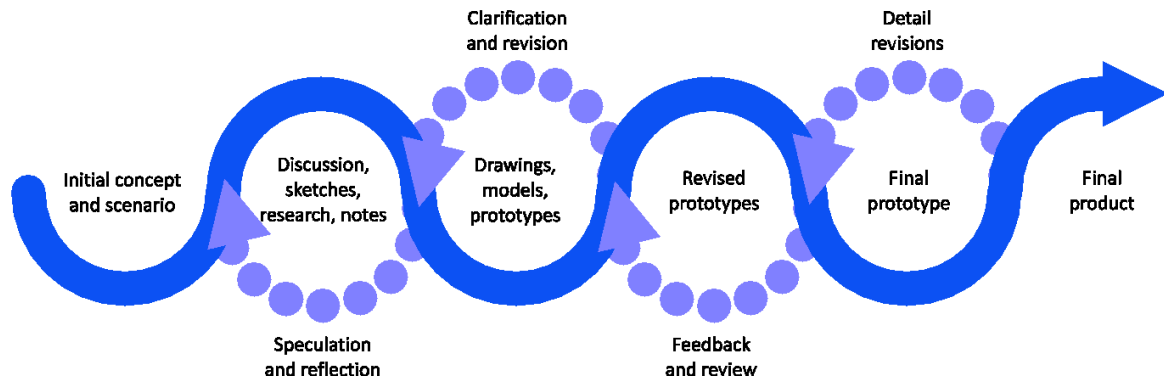 Clarification
and revision
Detail
revisions
Initial concept
and scenario
Discussion,
sketches,
research, notes
Drawings,
models,
prototypes
Revised
prototypes
Final
prototype
Final
product
Speculation
and reflection
Feedback
and review